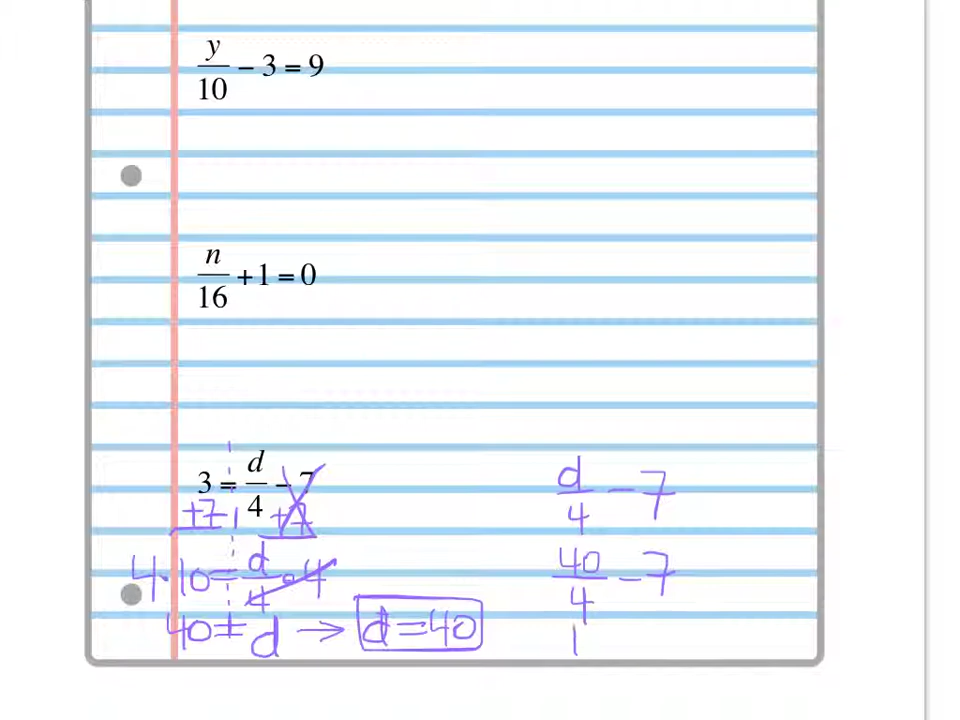 y/10 − 3 = 9
n/16 + 1 = 0
3 = d/4 − 7
+7 +7
4·10 = d/4 · 4
40 = d → d = 40
d/4 − 7
40/4 − 7
1